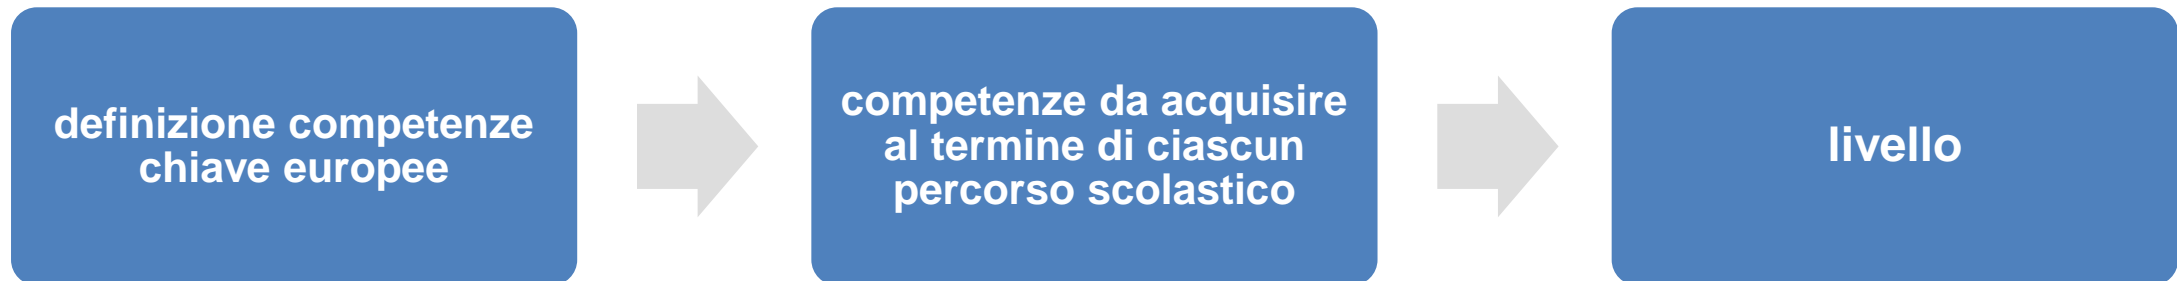 definizione competenze
chiave europee
competenze da acquisire
al termine di ciascun
percorso scolastico
livello